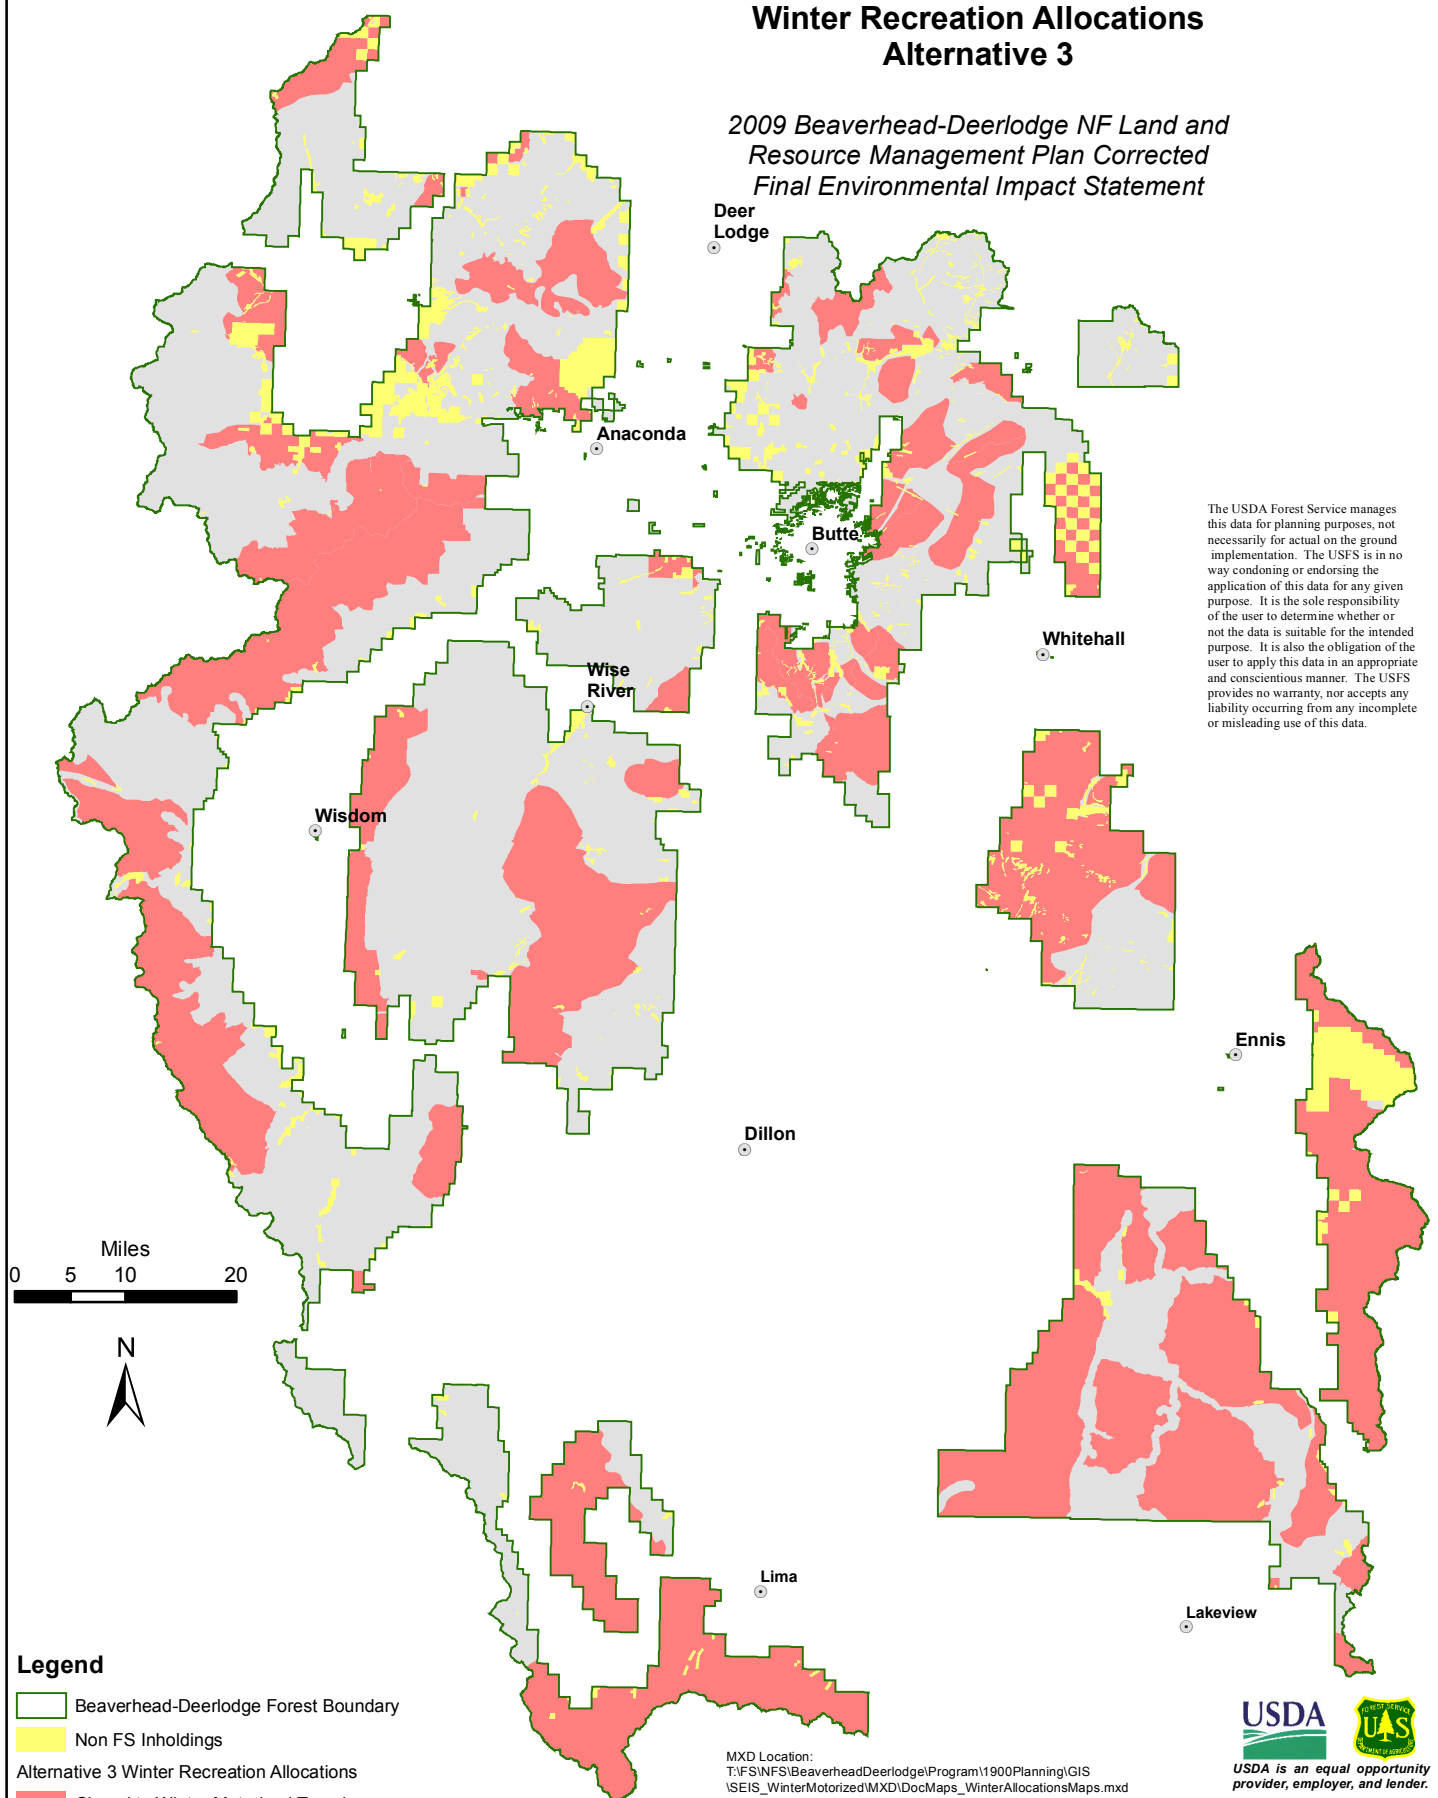 Winter Recreation Allocations
Alternative 3
2009 Beaverhead-Deerlodge NF Land and
Resource Management Plan Corrected
Final Environmental Impact Statement
Deer
Lodge
Anaconda
Butte
The USDA Forest Service manages
this data for planning purposes, not
necessarily for actual on the ground
implementation. The USFS is in no
way condoning or endorsing the
application of this data for any given
purpose. It is the sole responsibility
of the user to determine whether or
not the data is suitable for the intended
purpose. It is also the obligation of the
user to apply this data in an appropriate
and conscientious manner. The USFS
provides no warranty, nor accepts any
liability occurring from any incomplete
or misleading use of this data.
Whitehall
Wise
River
Wisdom
Ennis
Dillon
Miles
0 5 10 20
N
Lima
Lakeview
Legend
Beaverhead-Deerlodge Forest Boundary
Non FS Inholdings
Alternative 3 Winter Recreation Allocations
MXD Location:
T:\FS\NFS\BeaverheadDeerlodge\Program\1900Planning\GIS
\SEIS_WinterMotorized\MXD\DocMaps_WinterAllocationsMaps.mxd
USDA
FOREST SERVICE
U S
DEPARTMENT OF AGRICULTURE
USDA is an equal opportunity
provider, employer, and lender.